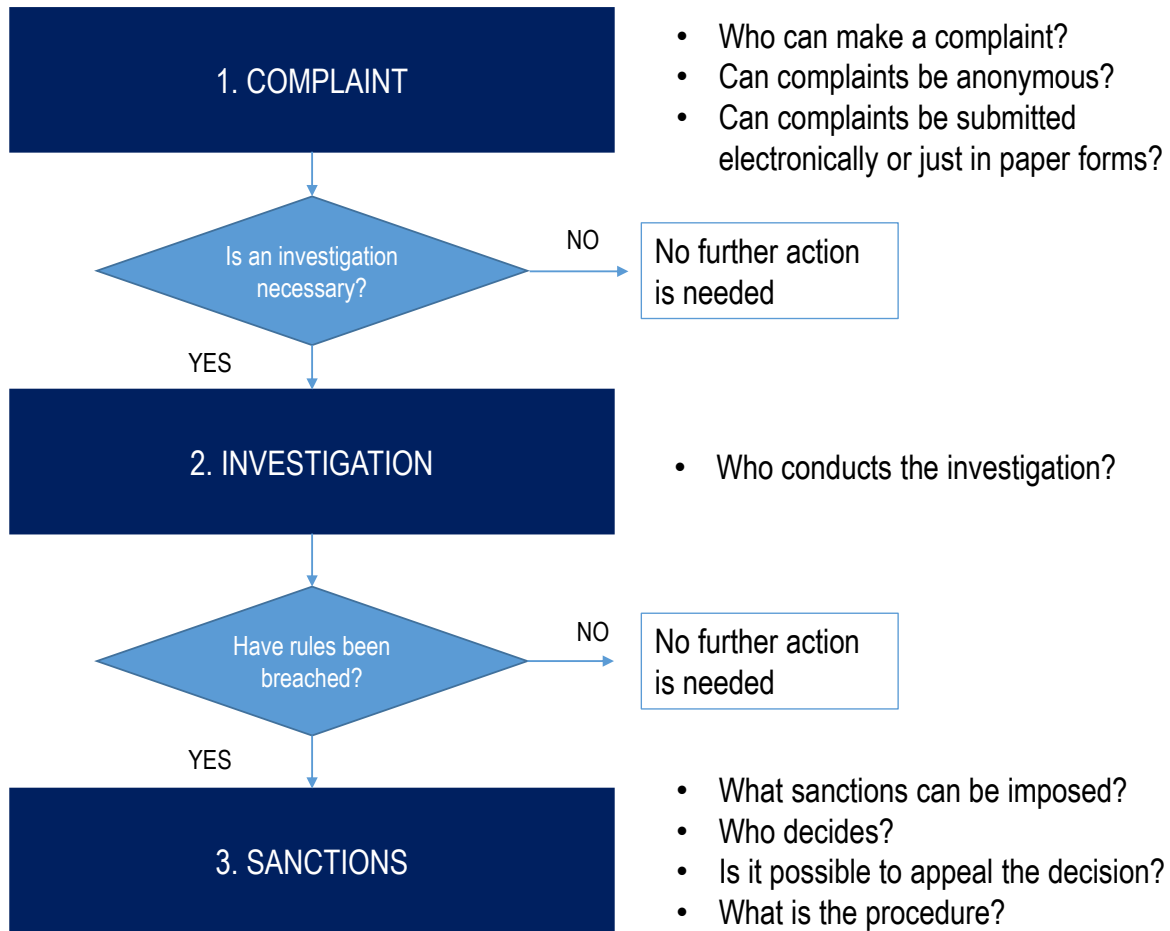 1. COMPLAINT
• Who can make a complaint?
• Can complaints be anonymous?
• Can complaints be submitted
electronically or just in paper forms?
Is an investigation
necessary?
NO
No further action
is needed
YES
2. INVESTIGATION
• Who conducts the investigation?
Have rules been
breached?
NO
No further action
is needed
YES
3. SANCTIONS
• What sanctions can be imposed?
• Who decides?
• Is it possible to appeal the decision?
• What is the procedure?